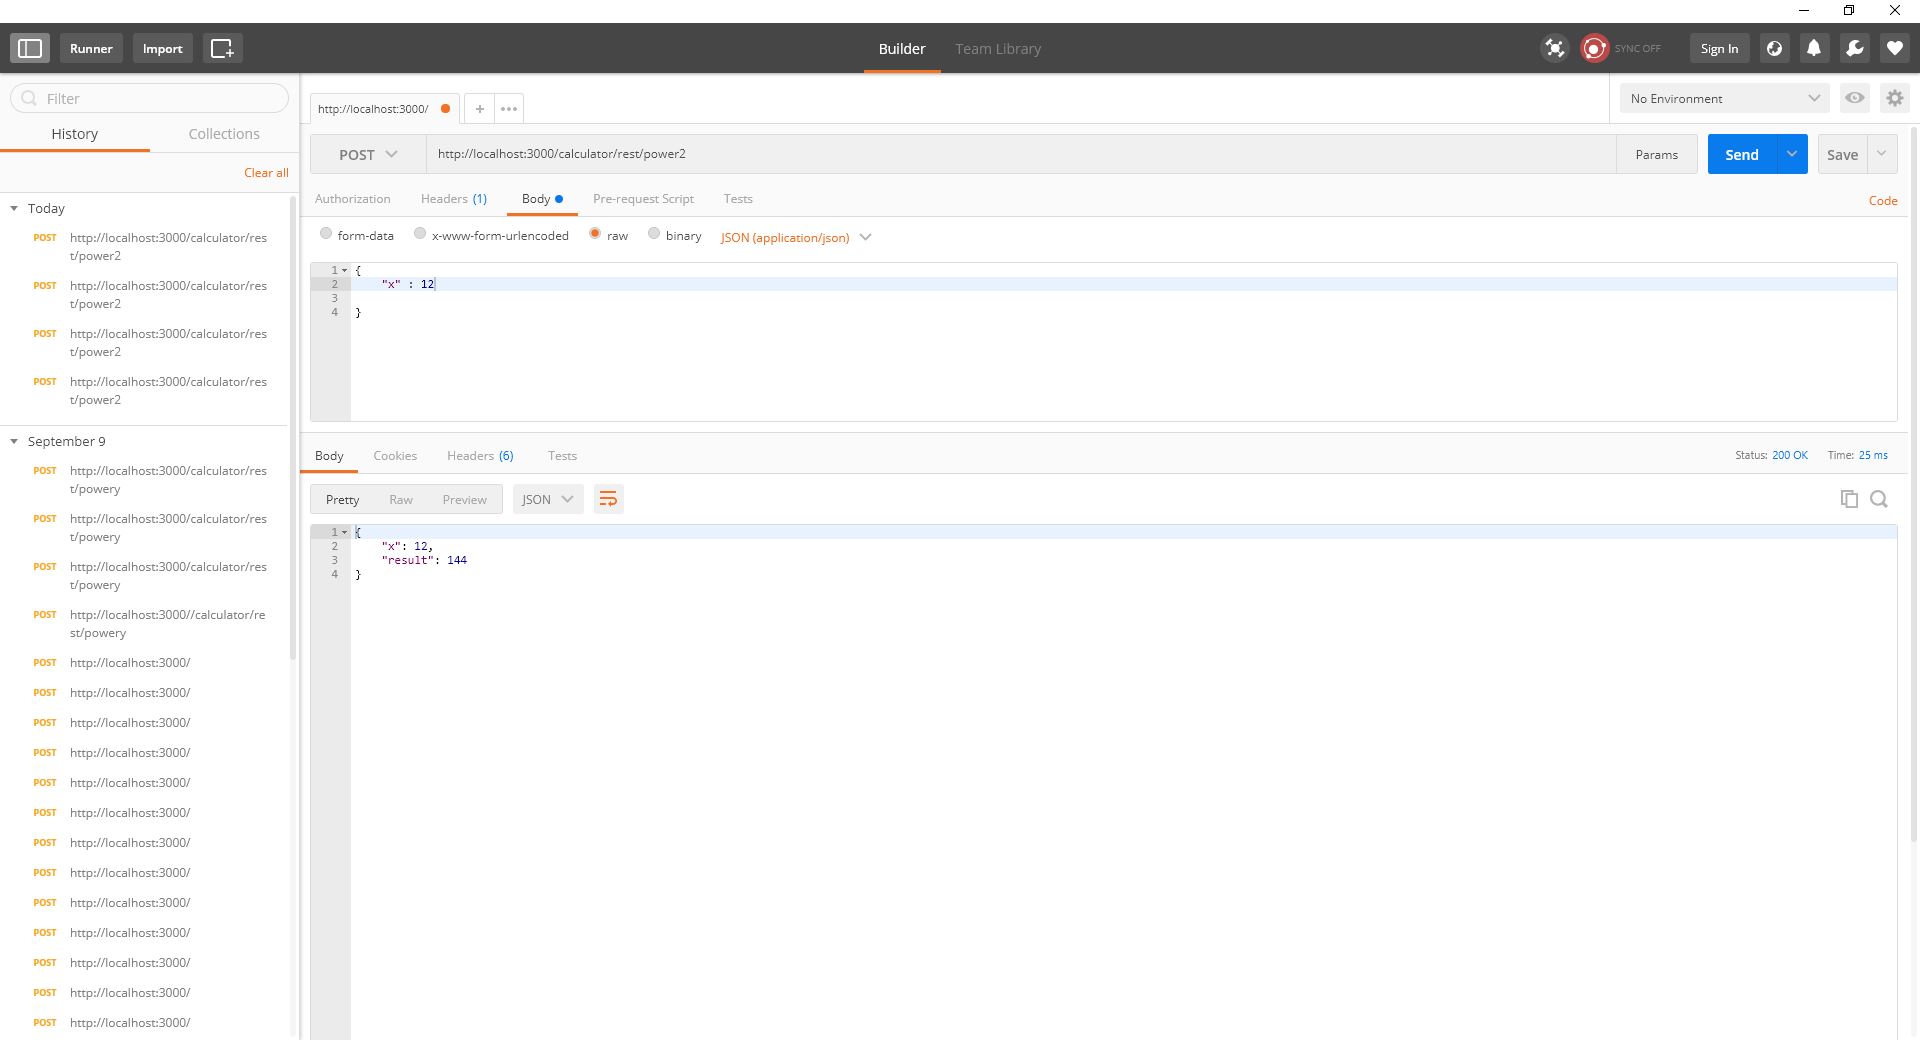 Runner
Import
Builder
Team Library
SYNC OFF
Sign In
Filter
History
Collections
Clear all
Today
POST http://localhost:3000/calculator/res
t/power2
POST http://localhost:3000/calculator/res
t/power2
POST http://localhost:3000/calculator/res
t/power2
POST http://localhost:3000/calculator/res
t/power2
September 9
POST http://localhost:3000/calculator/res
t/powery
POST http://localhost:3000/calculator/res
t/powery
POST http://localhost:3000/calculator/res
t/powery
POST http://localhost:3000//calculator/re
st/powery
POST http://localhost:3000/
POST http://localhost:3000/
POST http://localhost:3000/
POST http://localhost:3000/
POST http://localhost:3000/
POST http://localhost:3000/
POST http://localhost:3000/
POST http://localhost:3000/
POST http://localhost:3000/
POST http://localhost:3000/
POST http://localhost:3000/
POST http://localhost:3000/
POST http://localhost:3000/
http://localhost:3000/
No Environment
POST http://localhost:3000/calculator/rest/power2 Params Send Save
Authorization Headers (1) Body Pre-request Script Tests Code
form-data x-www-form-urlencoded raw binary JSON (application/json)
1 {
2 "x" : 12
3
4 }
Body Cookies Headers (6) Tests Status: 200 OK Time: 25 ms
Pretty Raw Preview JSON
1 {
2 "x": 12,
3 "result": 144
4 }